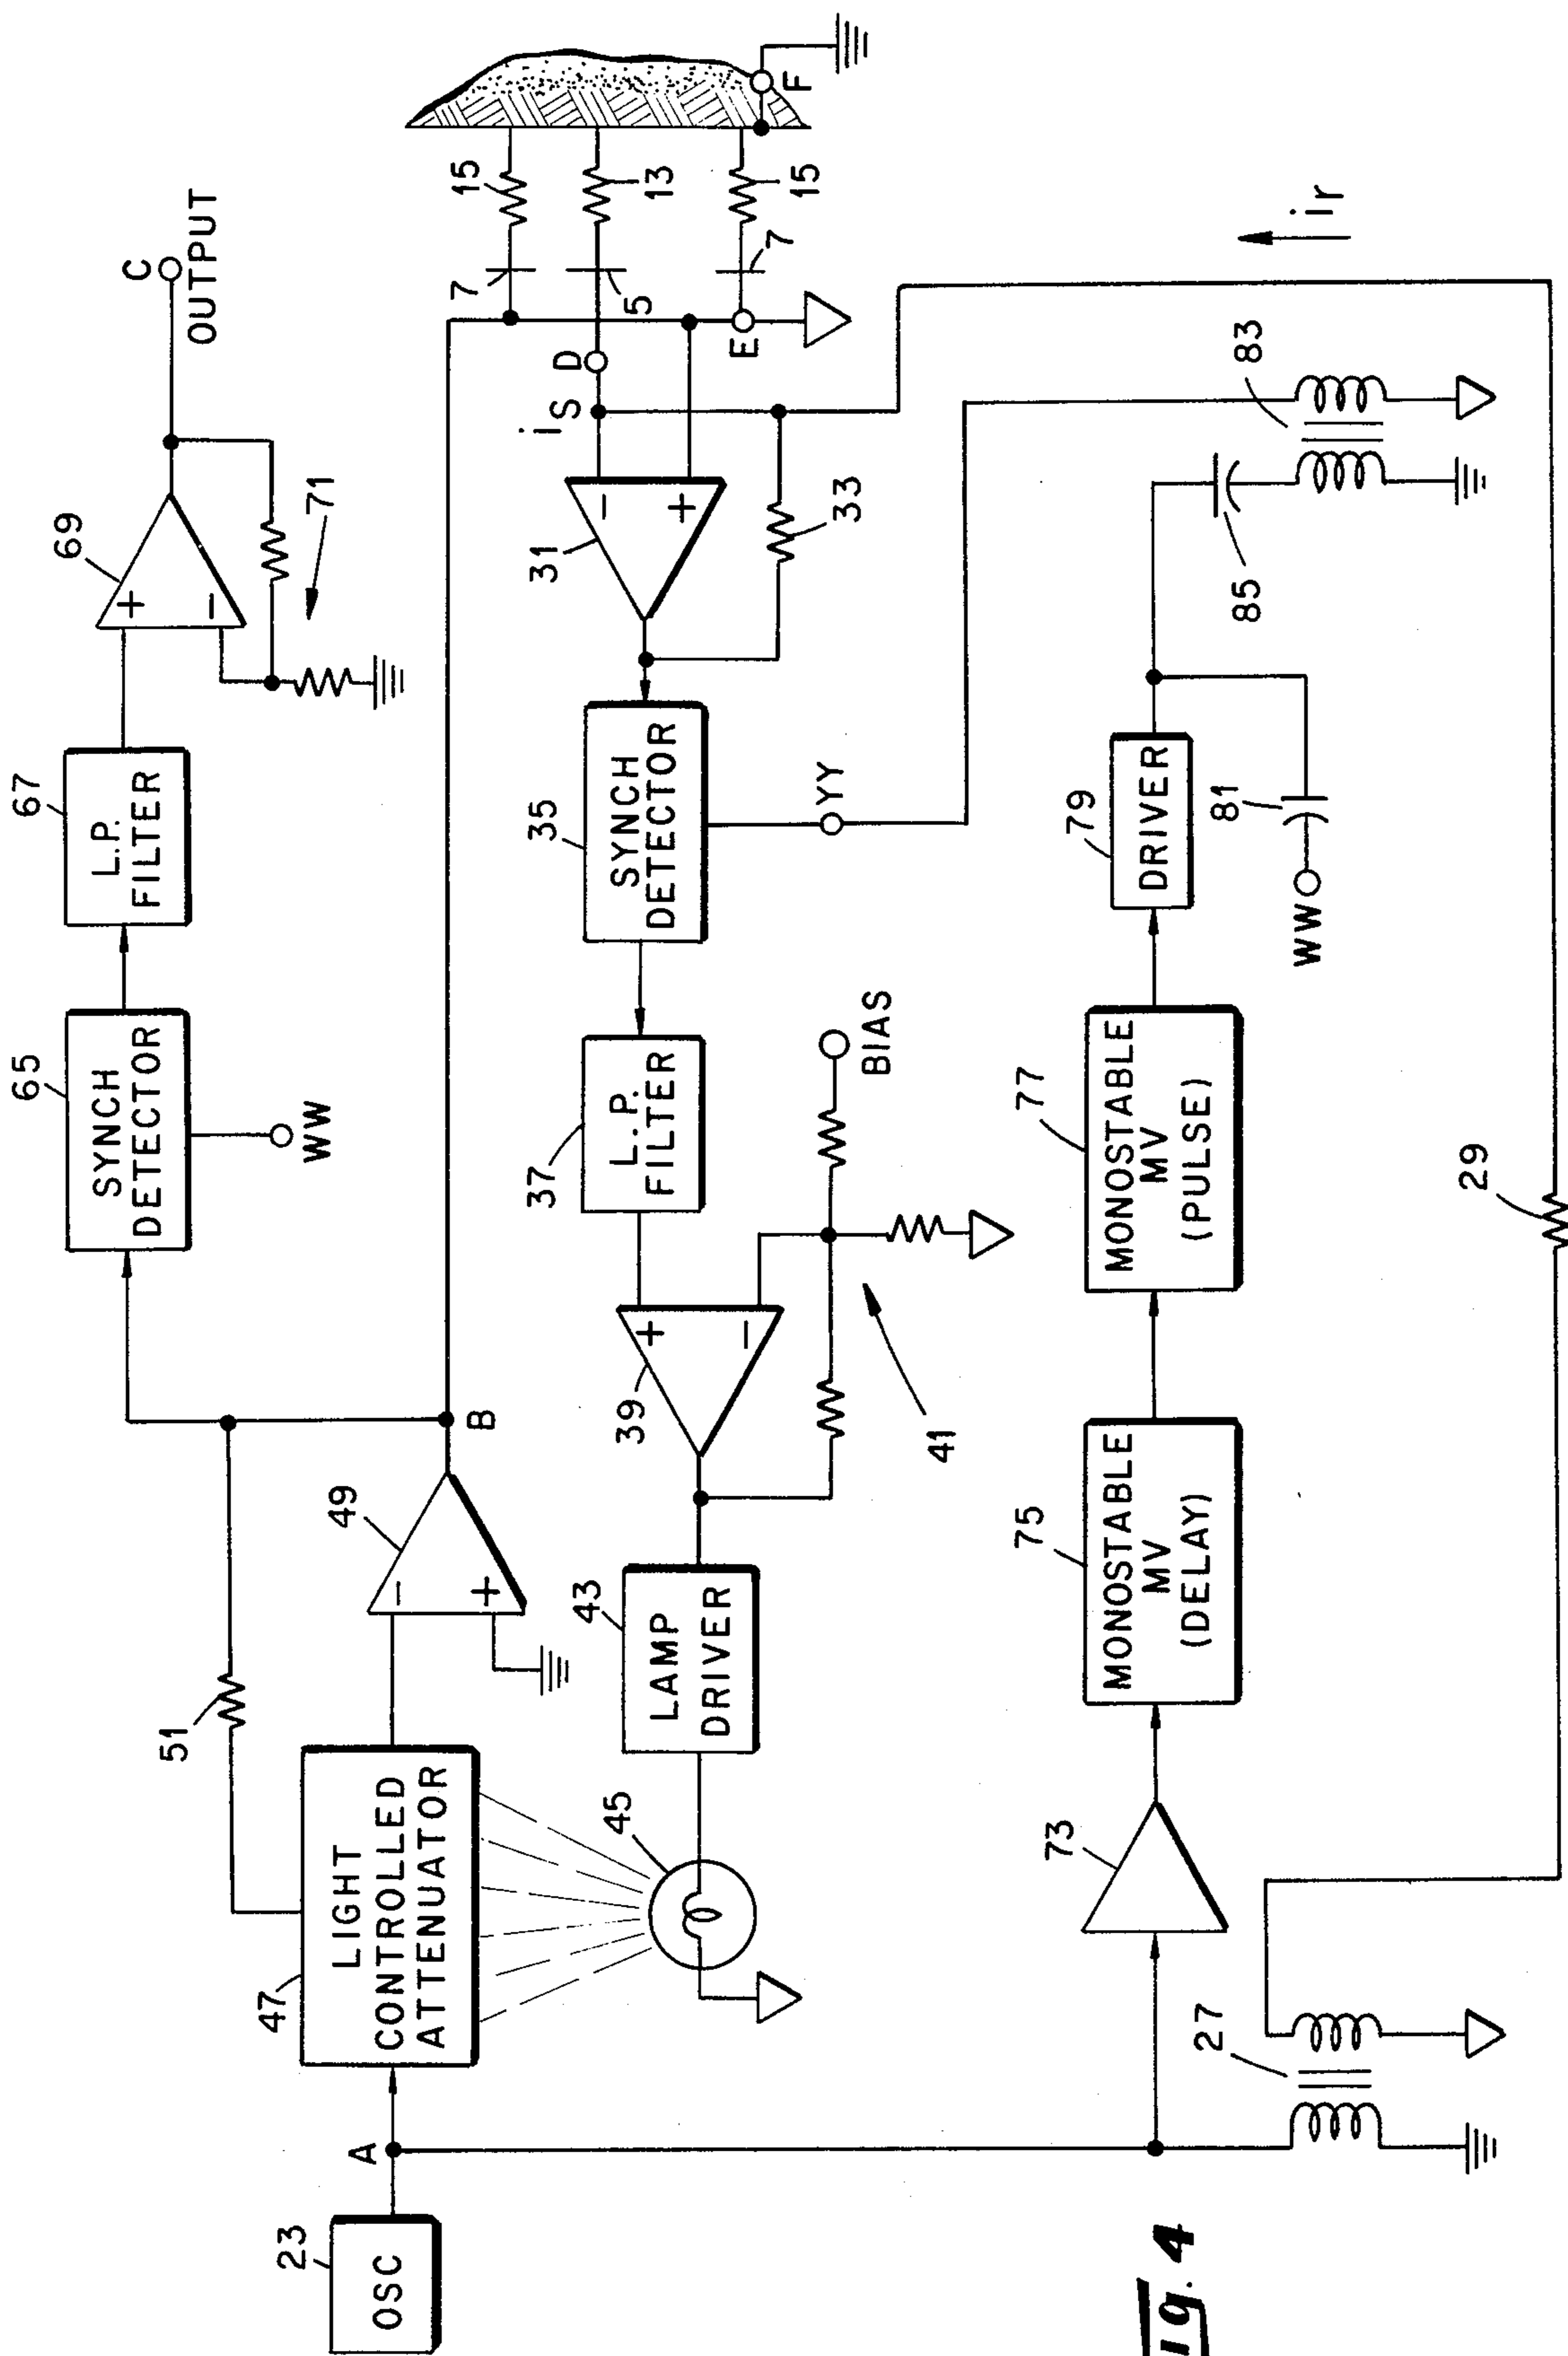 C
OUTPUT
69
+
−
71
67
L.P.
FILTER
65
SYNCH
DETECTOR
WW
51
49
−
+
B
47
LIGHT
CONTROLLED
ATTENUATOR
A
23
OSC
7
15
5
13
7
15
D
E
F
iS
31
−
+
33
35
SYNCH
DETECTOR
YY
37
L.P.
FILTER
BIAS
39
+
−
41
43
LAMP
DRIVER
45
ir
83
85
79
DRIVER
81
WW
77
MONOSTABLE
MV
(PULSE)
75
MONOSTABLE
MV
(DELAY)
73
27
29
ig. 4